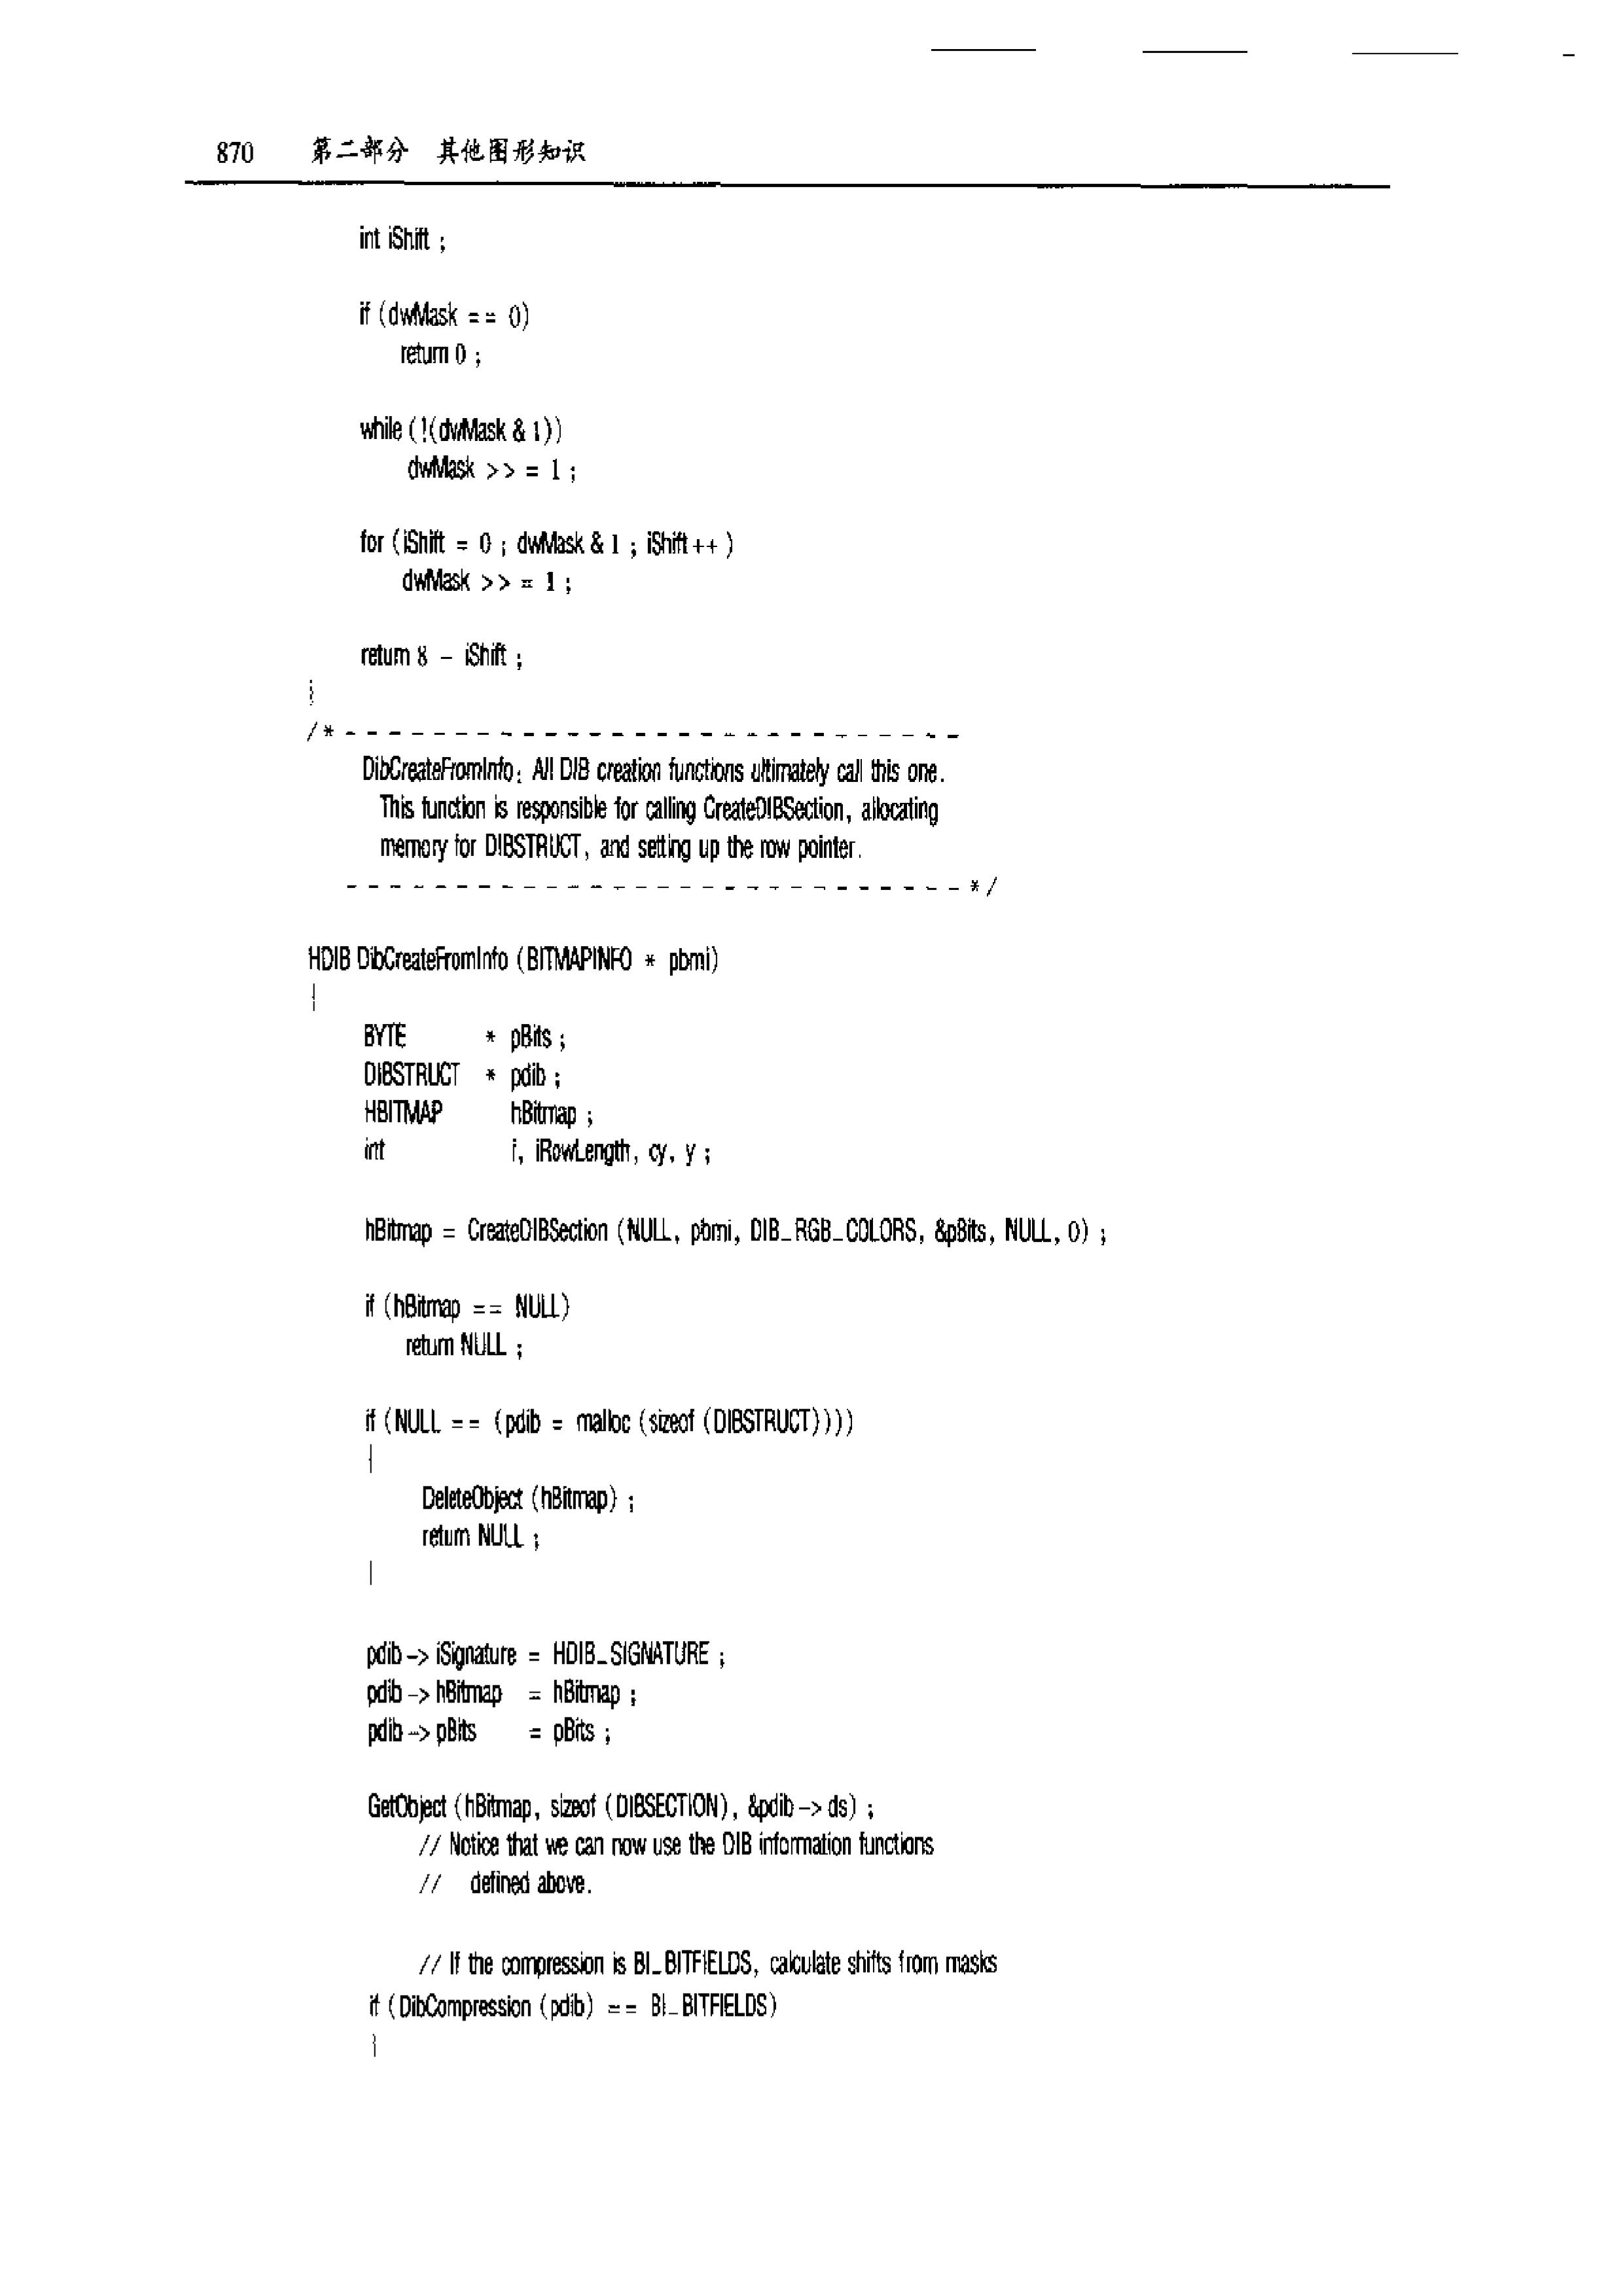 870 第二部分 其他图形知识
int iShift ;
if (dwMask == 0)
return 0 ;
while (!(dwMask & 1))
dwMask >>= 1 ;
for (iShift = 0 ; dwMask & 1 ; iShift++ )
dwMask >>= 1 ;
return 8 - iShift ;
}
/* - - - - - - - - - - - - - - - - - - - - - - - - - - - -
DibCreateFromInfo: All DIB creation functions ultimately call this one.
This function is responsible for calling CreateDIBSection, allocating
memory for DIBSTRUCT, and setting up the row pointer.
- - - - - - - - - - - - - - - - - - - - - - - - - - - - */
HDIB DibCreateFromInfo (BITMAPINFO * pbmi)
{
BYTE * pBits ;
DIBSTRUCT * pdib ;
HBITMAP hBitmap ;
int i, iRowLength, cy, y ;
hBitmap = CreateDIBSection (NULL, pbmi, DIB_RGB_COLORS, &pBits, NULL, 0) ;
if (hBitmap == NULL)
return NULL ;
if (NULL == (pdib = malloc (sizeof (DIBSTRUCT))))
{
DeleteObject (hBitmap) ;
return NULL ;
}
pdib -> iSignature = HDIB_SIGNATURE ;
pdib -> hBitmap = hBitmap ;
pdib -> pBits = pBits ;
GetObject (hBitmap, sizeof (DIBSECTION), &pdib -> ds) ;
// Notice that we can now use the DIB information functions
// defined above.
// If the compression is BI_BITFIELDS, calculate shifts from masks
if (DibCompression (pdib) == BI_BITFIELDS)
{